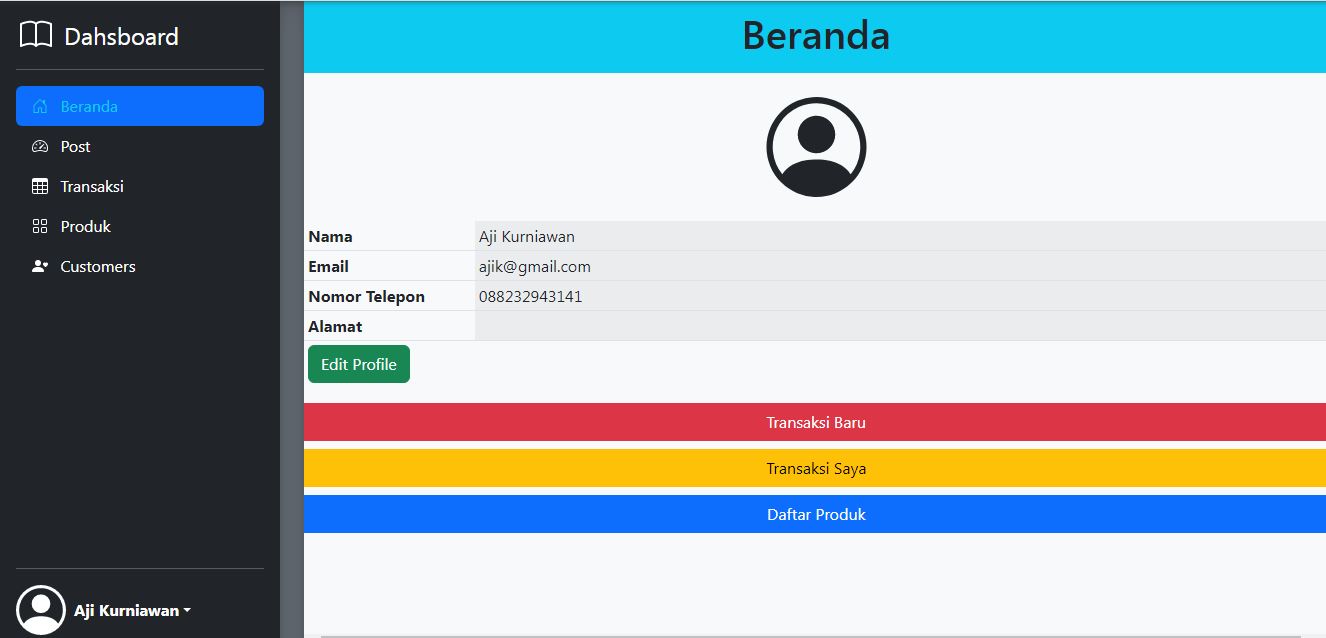 Dahsboard
Beranda
Post
Transaksi
Produk
Customers
Aji Kurniawan
Beranda
Nama Aji Kurniawan
Email ajik@gmail.com
Nomor Telepon 088232943141
Alamat
Edit Profile
Transaksi Baru
Transaksi Saya
Daftar Produk